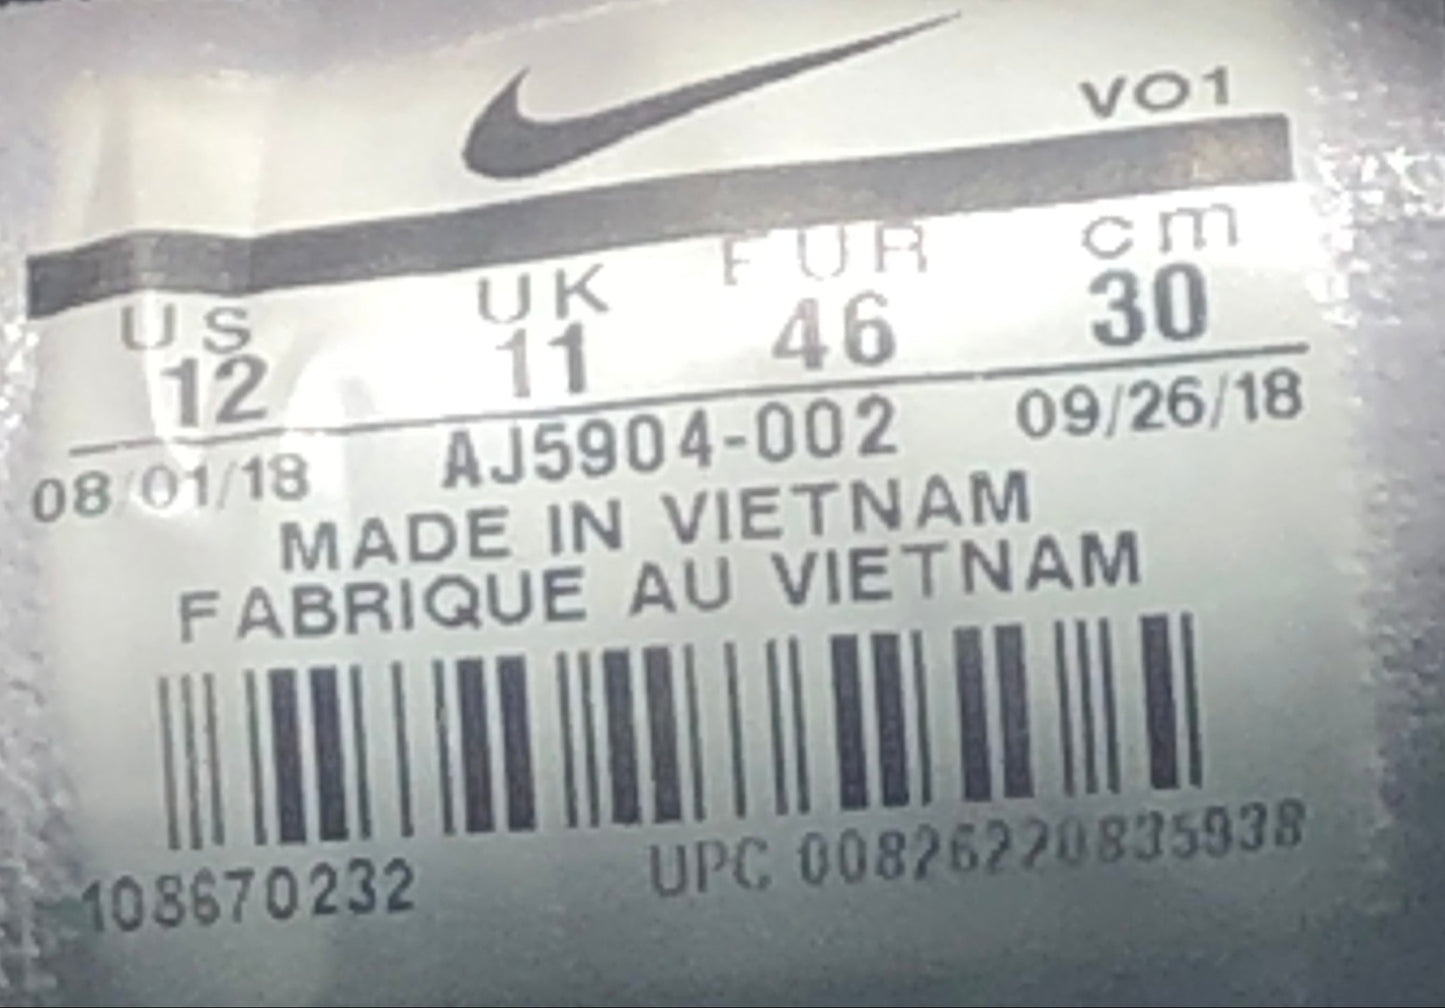 VO1
US UK EUR cm
12 11 46 30
08/01/18 AJ5904-002 09/26/18
MADE IN VIETNAM
FABRIQUE AU VIETNAM
108670232 UPC 00826220835938